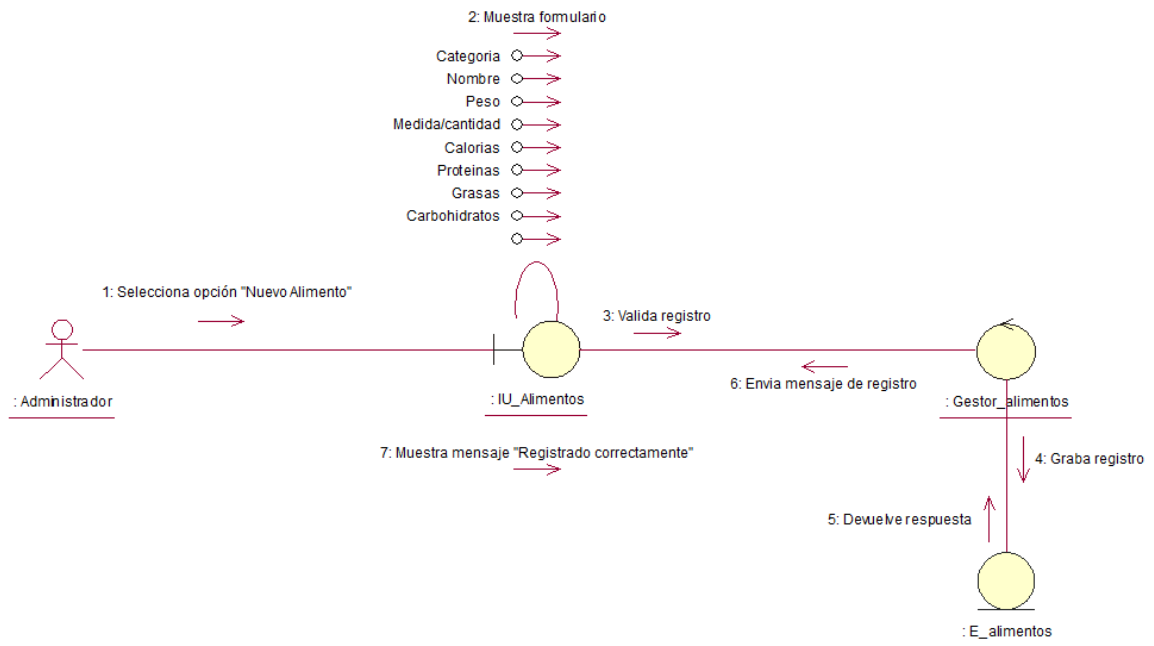 2: Muestra formulario
Categoria
Nombre
Peso
Medida/cantidad
Calorias
Proteinas
Grasas
Carbohidratos
1: Selecciona opción "Nuevo Alimento"
3: Valida registro
6: Envia mensaje de registro
: Administrador
: IU_Alimentos
: Gestor_alimentos
7: Muestra mensaje "Registrado correctamente"
4: Graba registro
5: Devuelve respuesta
: E_alimentos